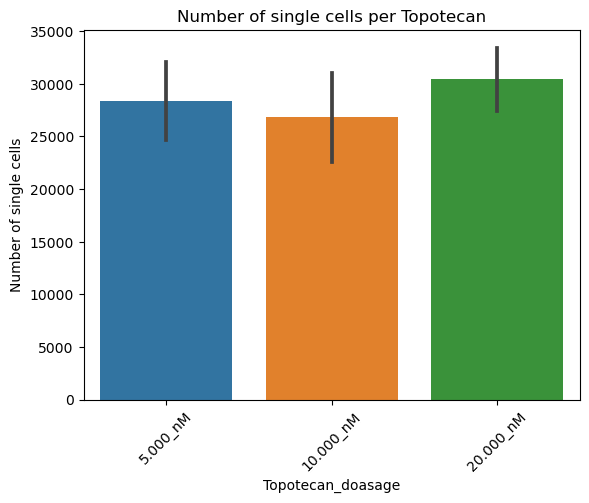 Number of single cells per Topotecan
Number of single cells
35000
30000
25000
20000
15000
10000
5000
0
5.000_nM
10.000_nM
20.000_nM
Topotecan_doasage